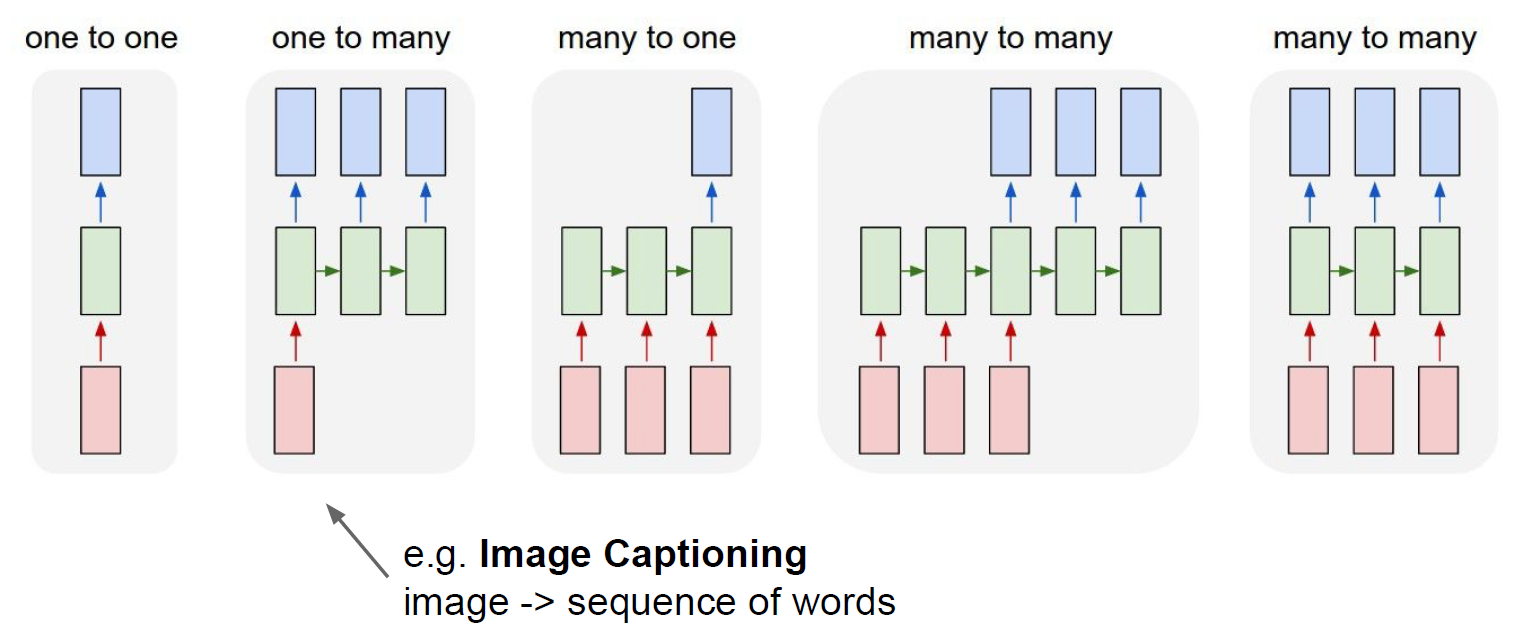 one to one
one to many
many to one
many to many
many to many
e.g. Image Captioning
image -> sequence of words